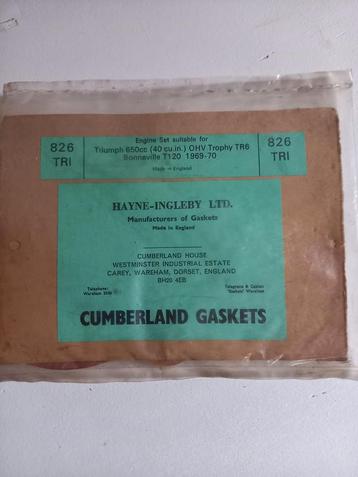 826
TRI
Engine Set suitable for
Triumph 650cc (40 cu.in.) OHV Trophy TR6
Bonnaville T120 1969-70
Made in England
826
TRI
HAYNE-INGLEBY LTD.
Manufacturers of Gaskets
Made in England
CUMBERLAND HOUSE
WESTMINSTER INDUSTRIAL ESTATE
CAREY, WAREHAM, DORSET, ENGLAND
BH20 4EB
Telephone:
Wareham
Telegrams & Cables
"Gaskets" Wareham
CUMBERLAND GASKETS